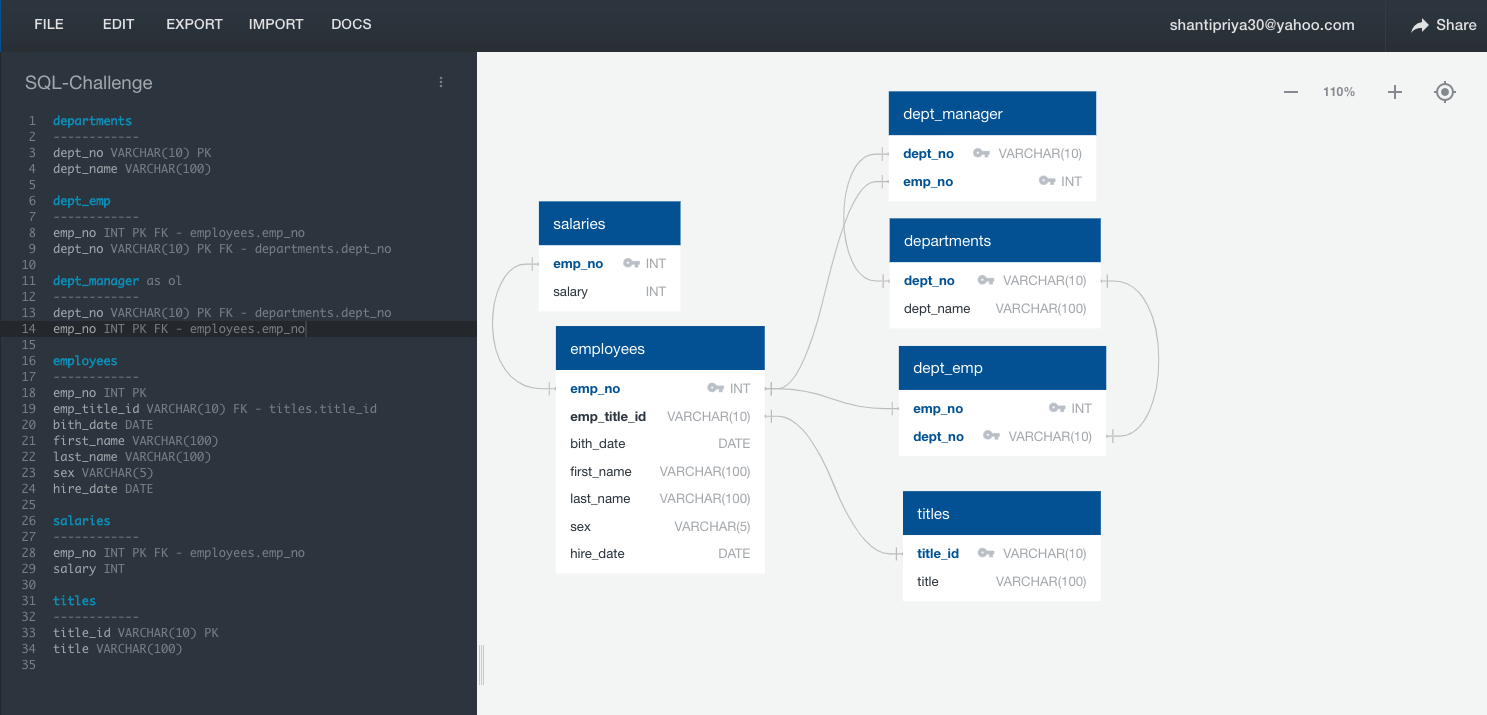 FILE EDIT EXPORT IMPORT DOCS shantipriya30@yahoo.com Share
SQL-Challenge
1 departments
2 ------------
3 dept_no VARCHAR(10) PK
4 dept_name VARCHAR(100)
5
6 dept_emp
7 ------------
8 emp_no INT PK FK - employees.emp_no
9 dept_no VARCHAR(10) PK FK - departments.dept_no
10
11 dept_manager as ol
12 ------------
13 dept_no VARCHAR(10) PK FK - departments.dept_no
14 emp_no INT PK FK - employees.emp_no
15
16 employees
17 ------------
18 emp_no INT PK
19 emp_title_id VARCHAR(10) FK - titles.title_id
20 bith_date DATE
21 first_name VARCHAR(100)
22 last_name VARCHAR(100)
23 sex VARCHAR(5)
24 hire_date DATE
25
26 salaries
27 ------------
28 emp_no INT PK FK - employees.emp_no
29 salary INT
30
31 titles
32 ------------
33 title_id VARCHAR(10) PK
34 title VARCHAR(100)
35
110%
salaries
emp_no INT
salary INT
employees
emp_no INT
emp_title_id VARCHAR(10)
bith_date DATE
first_name VARCHAR(100)
last_name VARCHAR(100)
sex VARCHAR(5)
hire_date DATE
dept_manager
dept_no VARCHAR(10)
emp_no INT
departments
dept_no VARCHAR(10)
dept_name VARCHAR(100)
dept_emp
emp_no INT
dept_no VARCHAR(10)
titles
title_id VARCHAR(10)
title VARCHAR(100)